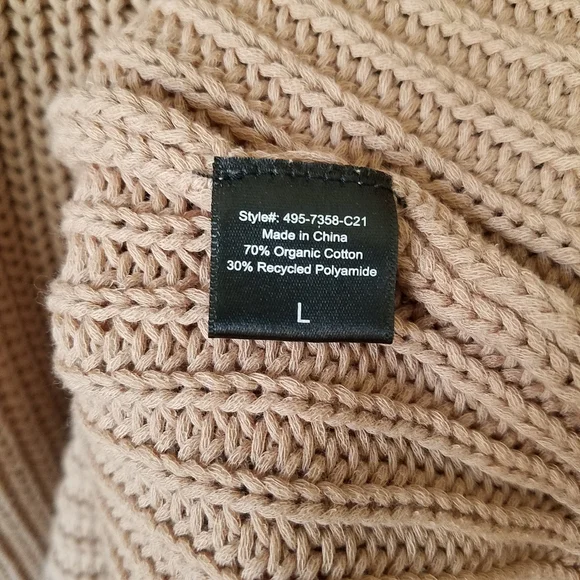 Style#: 495-7358-C21
Made in China
70% Organic Cotton
30% Recycled Polyamide
L